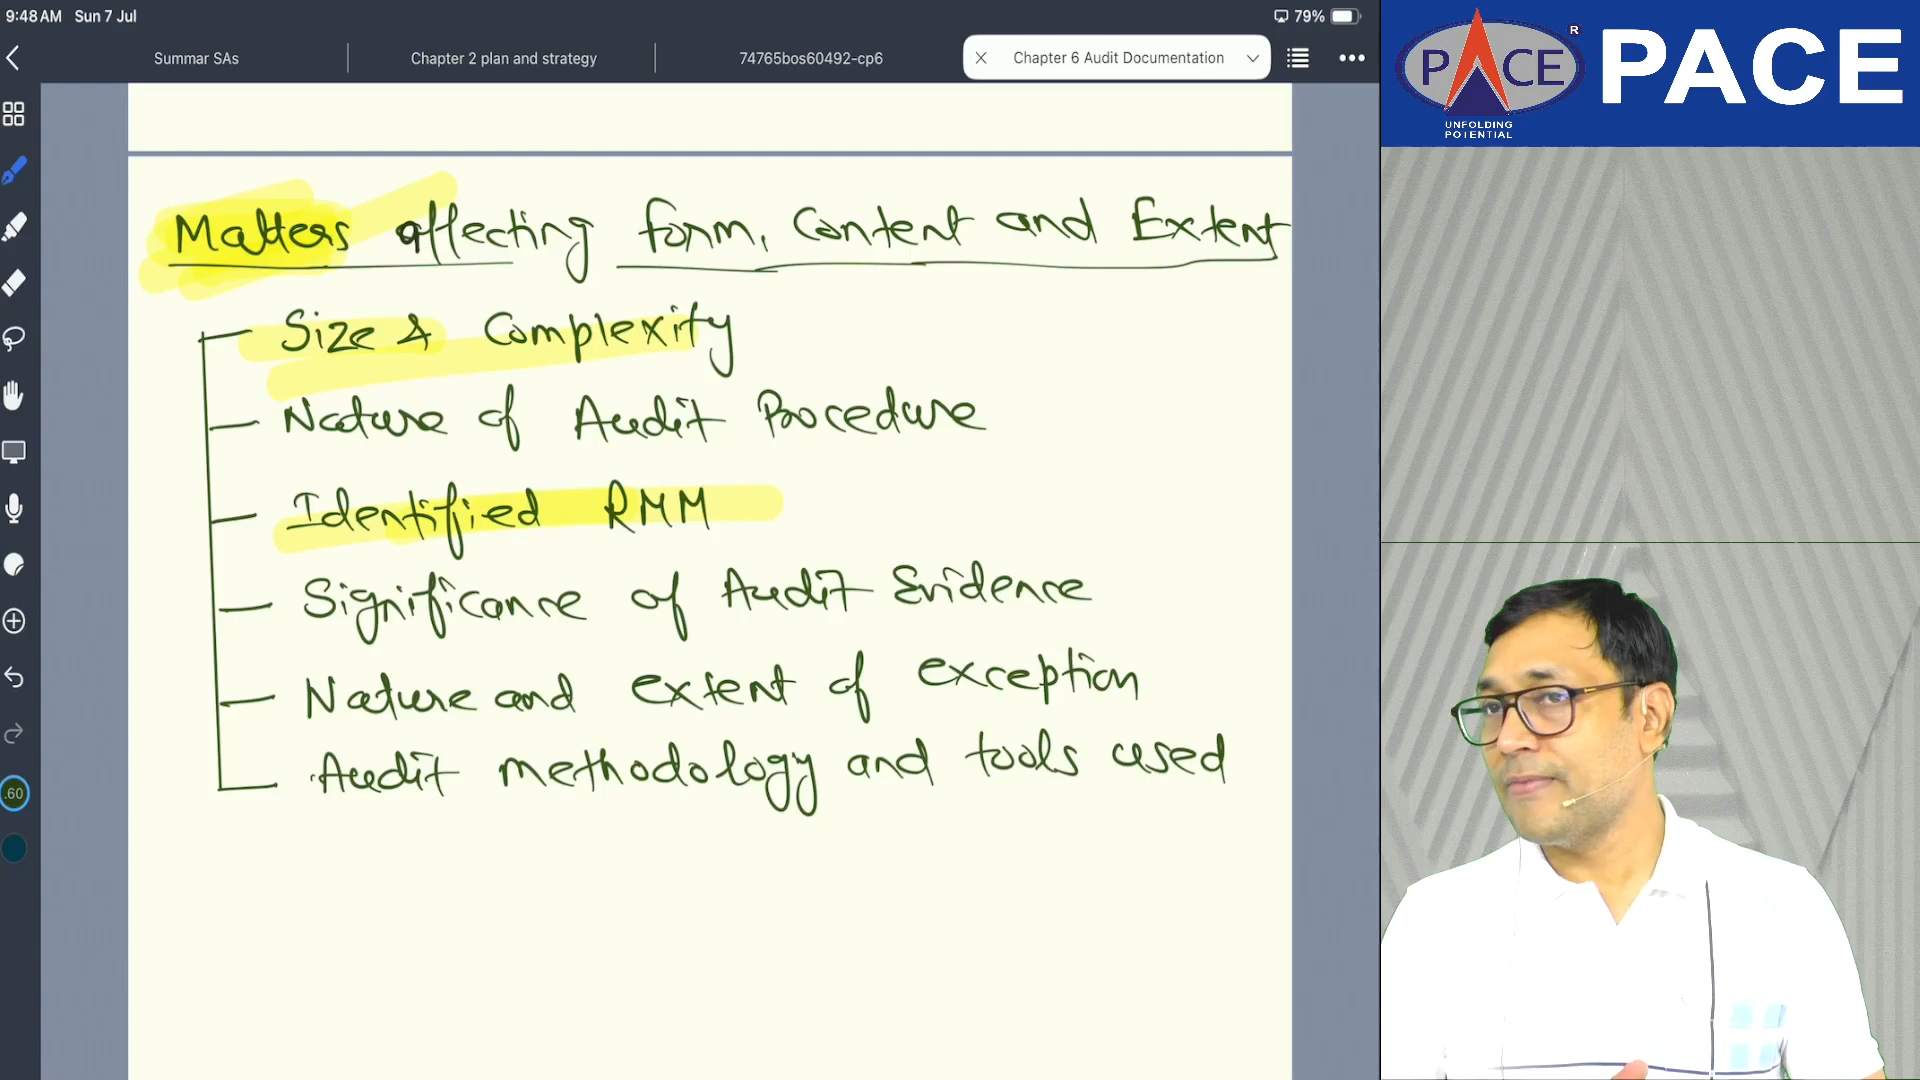 9:48 AM Sun 7 Jul
79%
Summar SAs
Chapter 2 plan and strategy
74765bos60492-cp6
Chapter 6 Audit Documentation
Matters affecting form, Content and Extent
Size & Complexity
Nature of Audit Procedure
Identified RMM
Significance of Audit Evidence
Nature and extent of exception
Audit methodology and tools used
.60
PACE
UNFOLDING
POTENTIAL
®
PACE